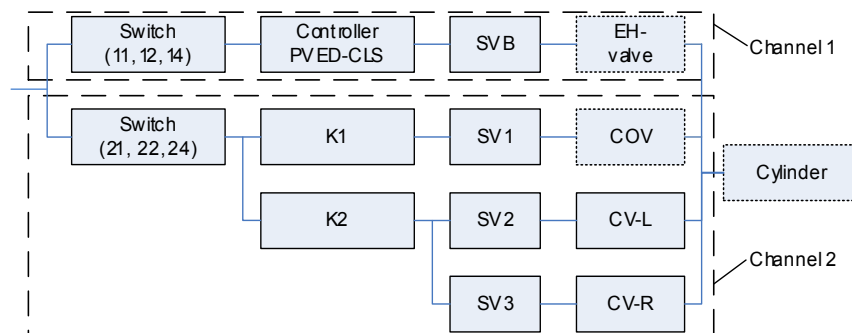 Switch
(11, 12, 14)
Controller
PVED-CLS
SVB
EH-
valve
Channel 1
Switch
(21, 22, 24)
K1
SV1
COV
Cylinder
K2
SV2
CV-L
Channel 2
SV3
CV-R